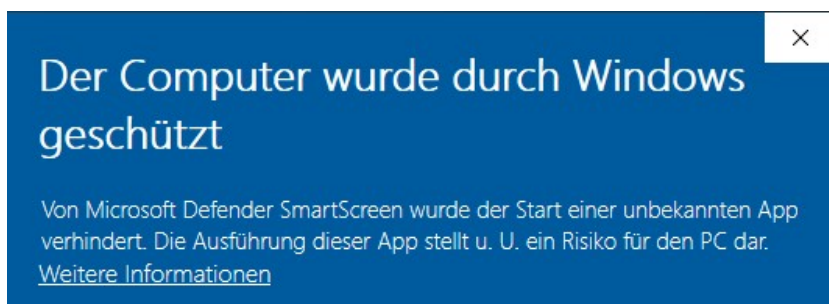 Der Computer wurde durch Windows
geschützt
Von Microsoft Defender SmartScreen wurde der Start einer unbekannten App
verhindert. Die Ausführung dieser App stellt u. U. ein Risiko für den PC dar.
Weitere Informationen